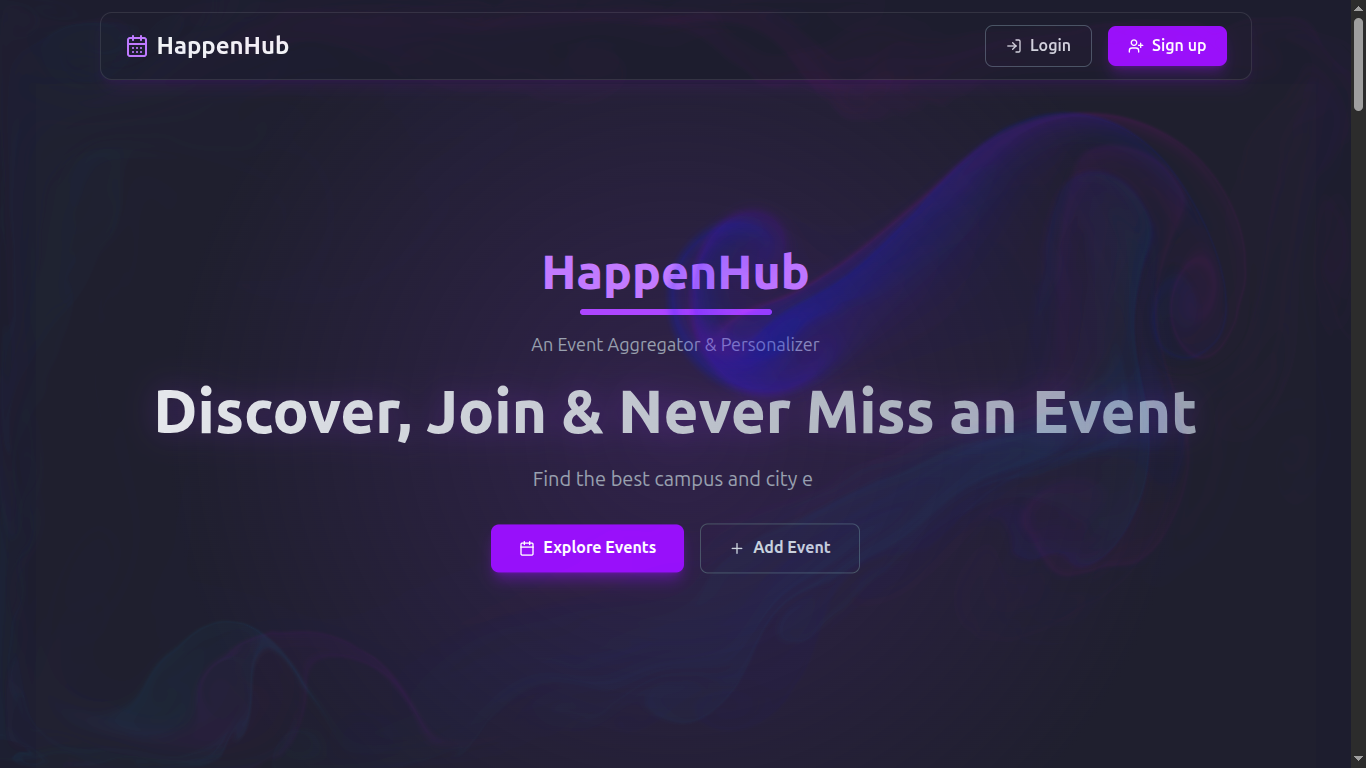 HappenHub
Login
Sign up
HappenHub
An Event Aggregator & Personalizer
Discover, Join & Never Miss an Event
Find the best campus and city e
Explore Events
Add Event